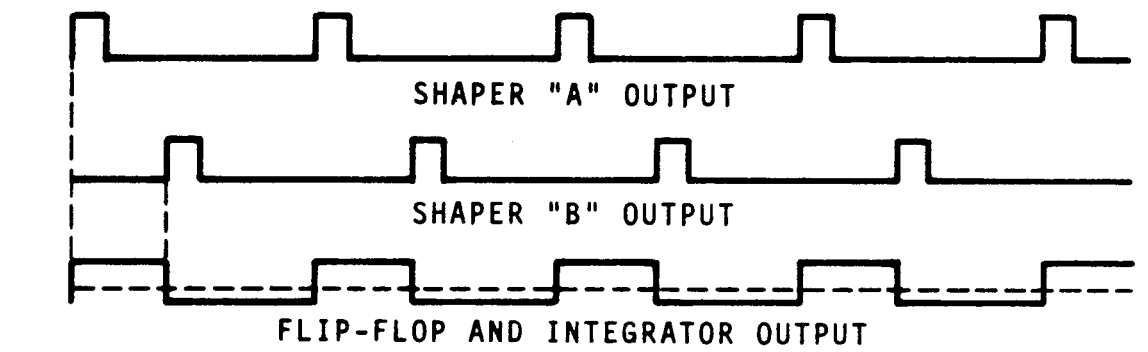 SHAPER "A" OUTPUT
SHAPER "B" OUTPUT
FLIP-FLOP AND INTEGRATOR OUTPUT